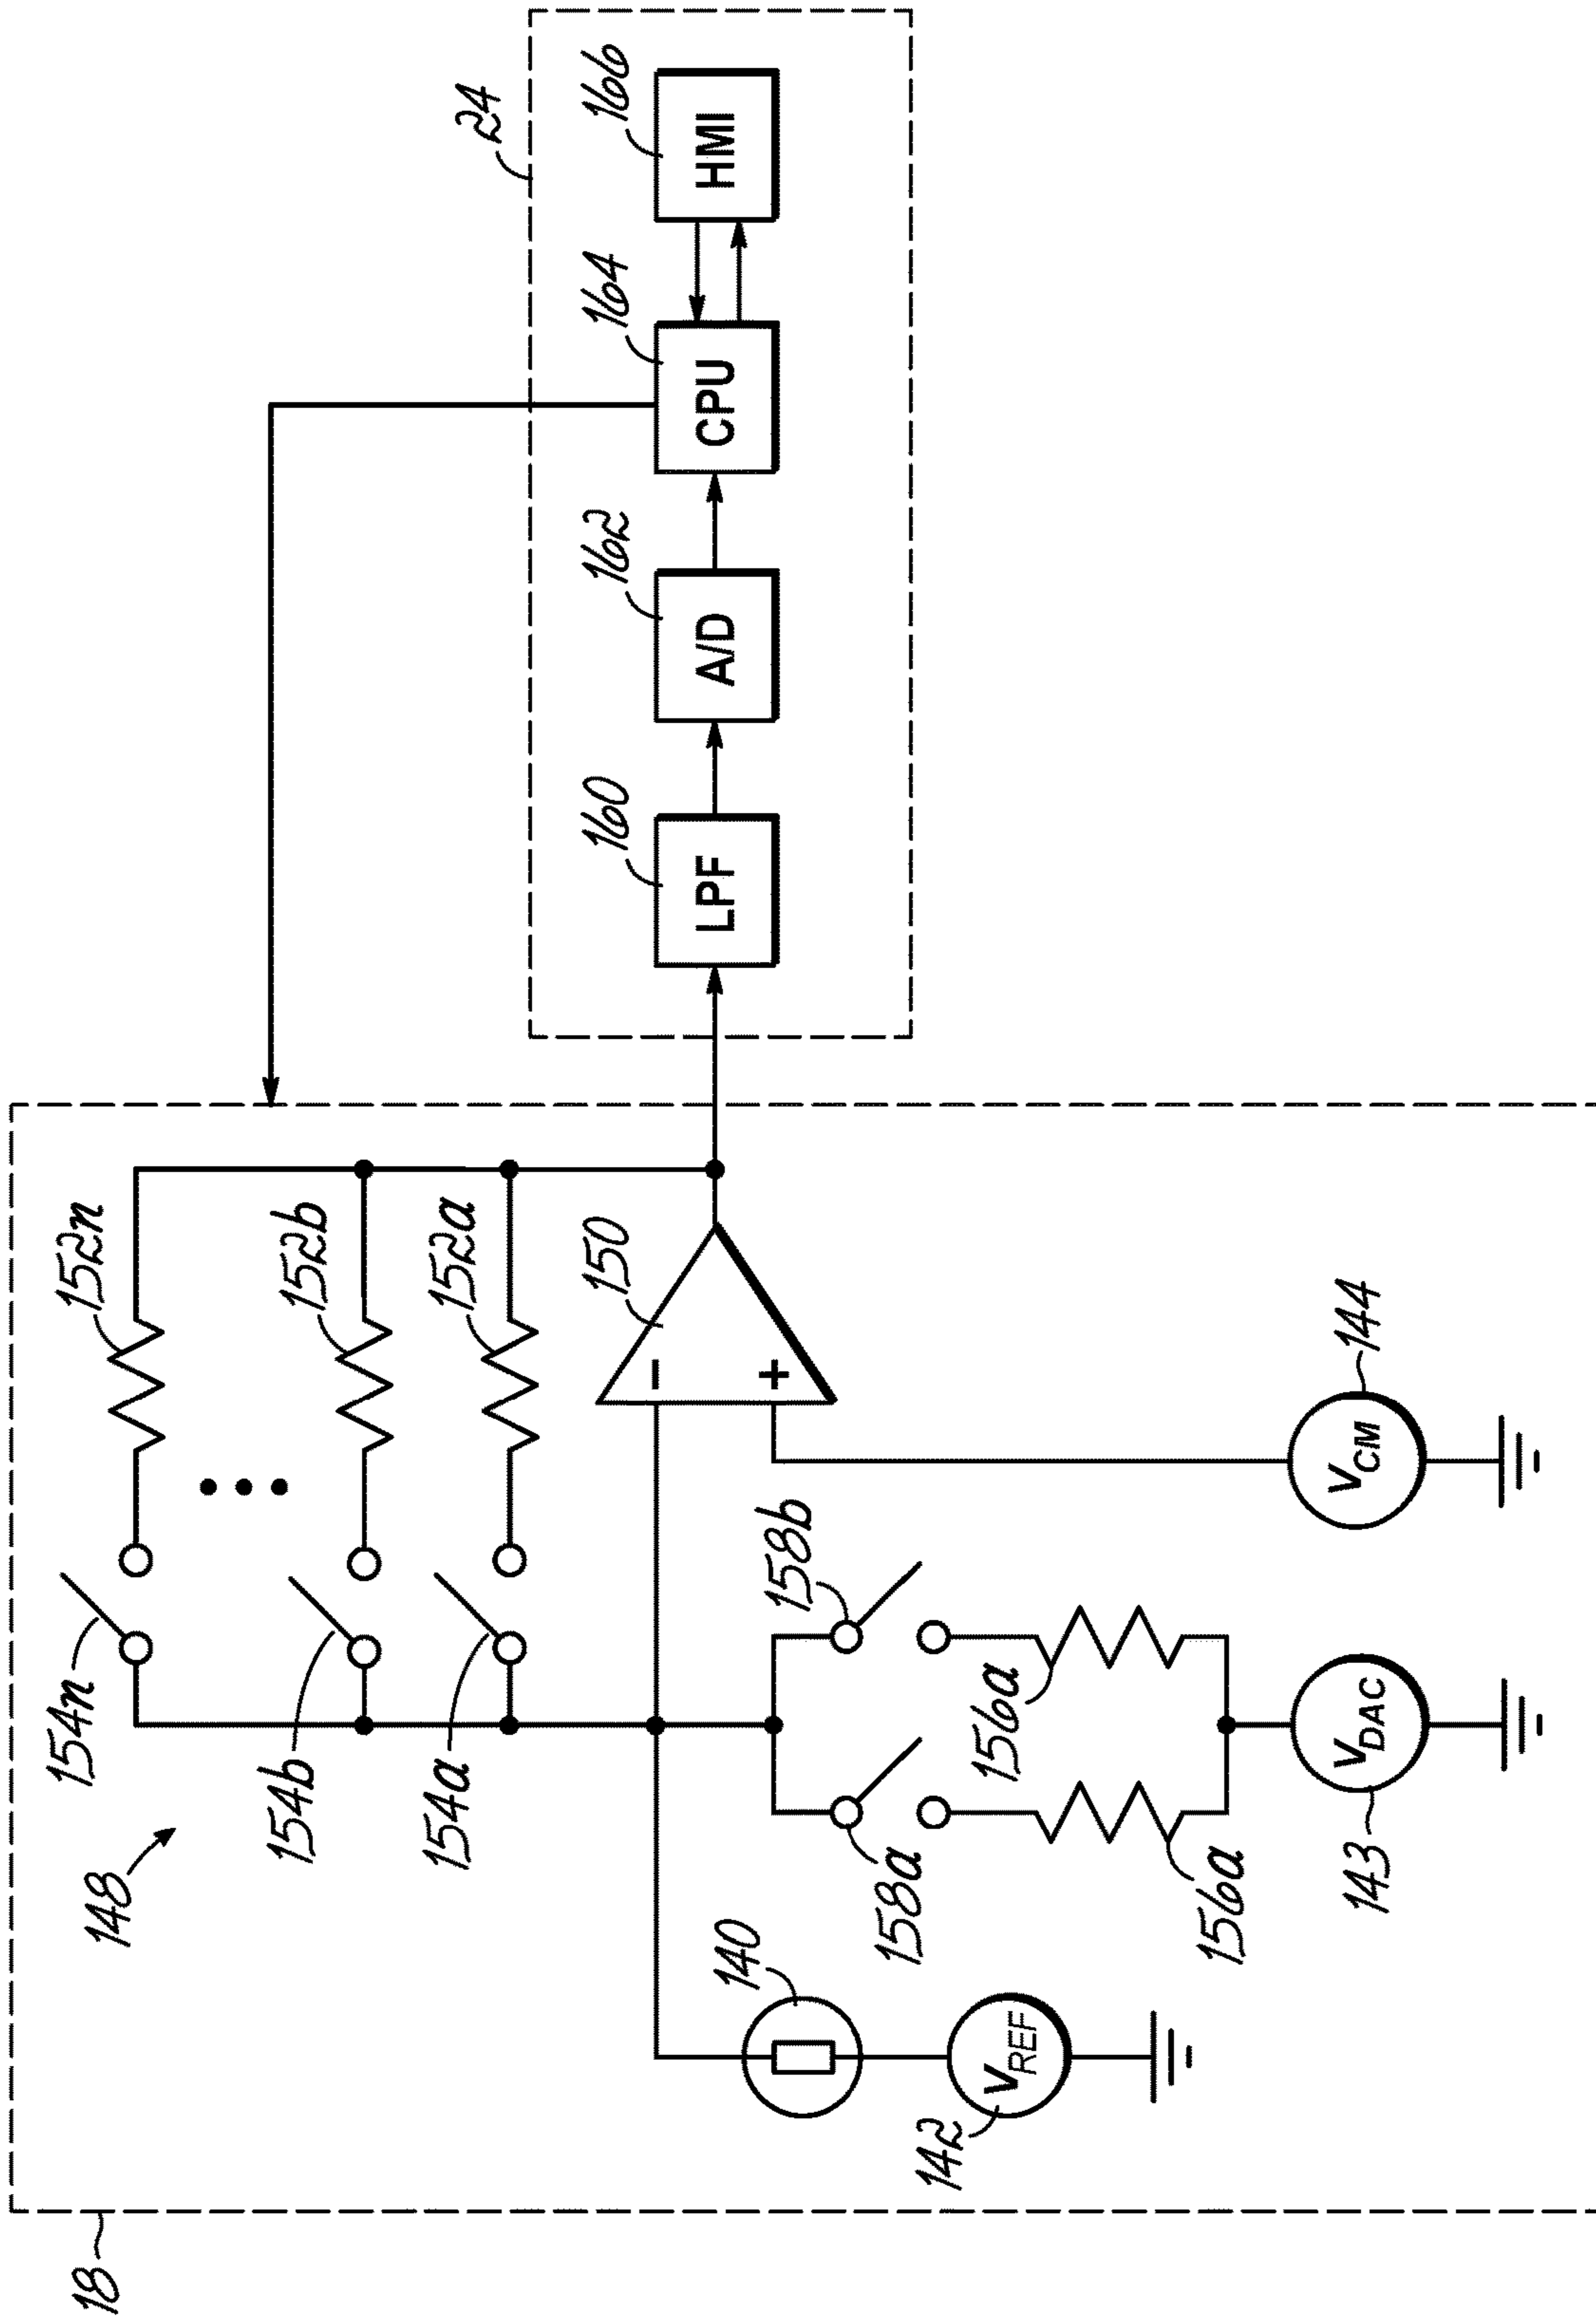 18
148
154n
152n
154b
152b
154a
152a
24
150
−
+
160
LPF
162
A/D
164
CPU
166
HMI
140
142
VREF
158a
158b
156a
156a
143
VDAC
144
VCM